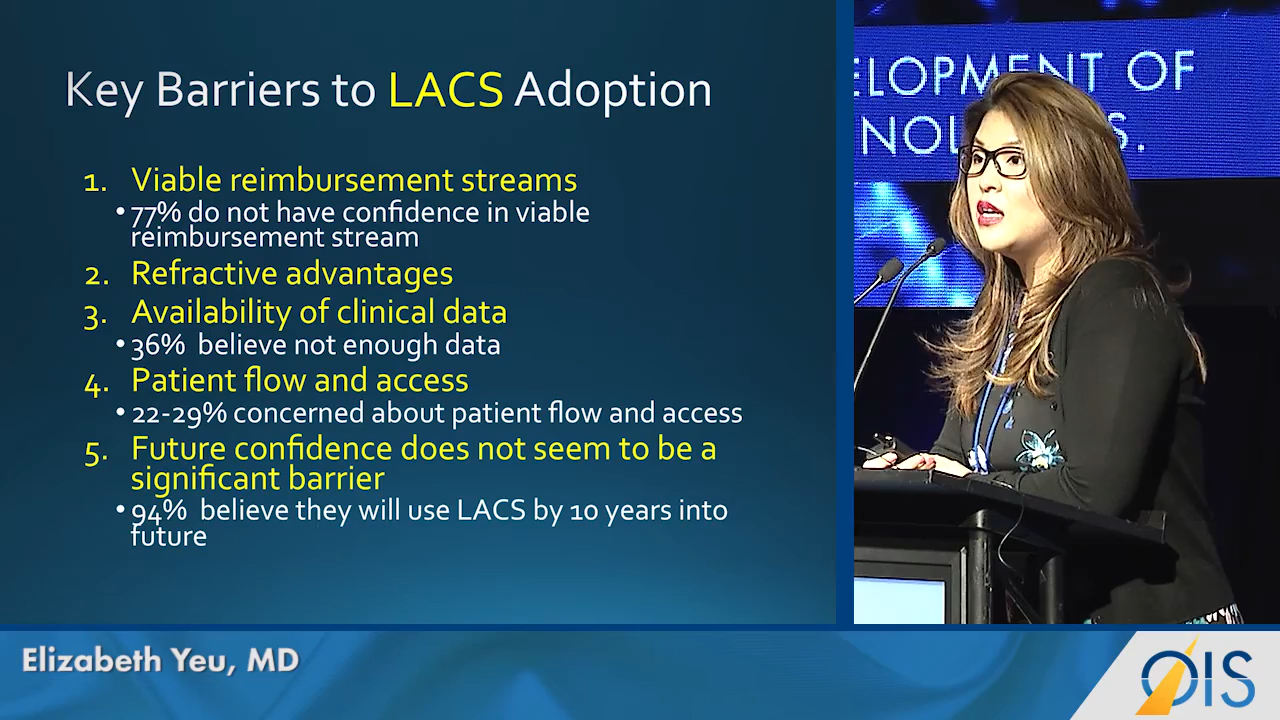 Key Barriers to LACS Adoption
1. Viable reimbursement streams
• 77% do not have confidence in viable
stream
2. Refractive advantages
3. Availability of clinical data
• 36% believe not enough data
4. Patient flow and access
• 22-29% concerned about patient flow and access
5. Future confidence does not seem to be a
significant barrier
• 94% believe they will use LACS by 10 years into
future
ELOPMENT OF
NOL S.
Elizabeth Yeu, MD
OIS